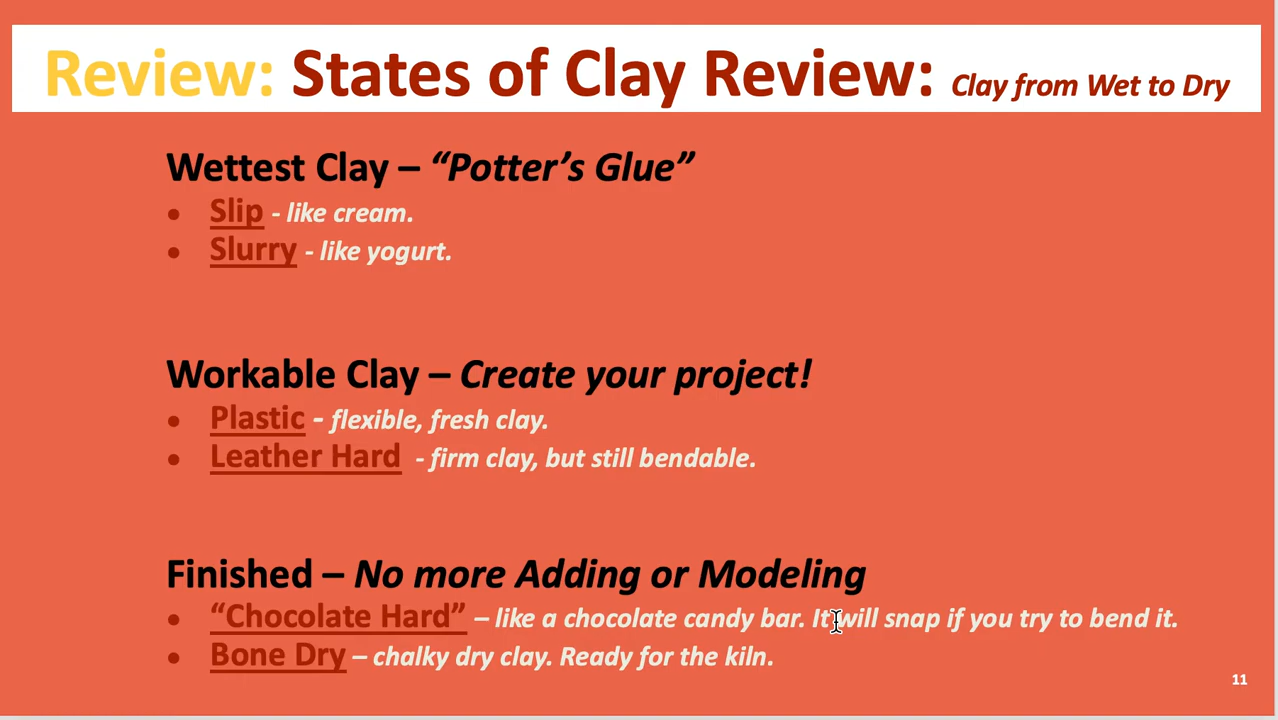 Review: States of Clay Review: Clay from Wet to Dry
Wettest Clay – “Potter’s Glue”
● Slip - like cream.
● Slurry - like yogurt.
Workable Clay – Create your project!
● Plastic - flexible, fresh clay.
● Leather Hard - firm clay, but still bendable.
Finished – No more Adding or Modeling
● “Chocolate Hard” – like a chocolate candy bar. It will snap if you try to bend it.
● Bone Dry – chalky dry clay. Ready for the kiln.
11